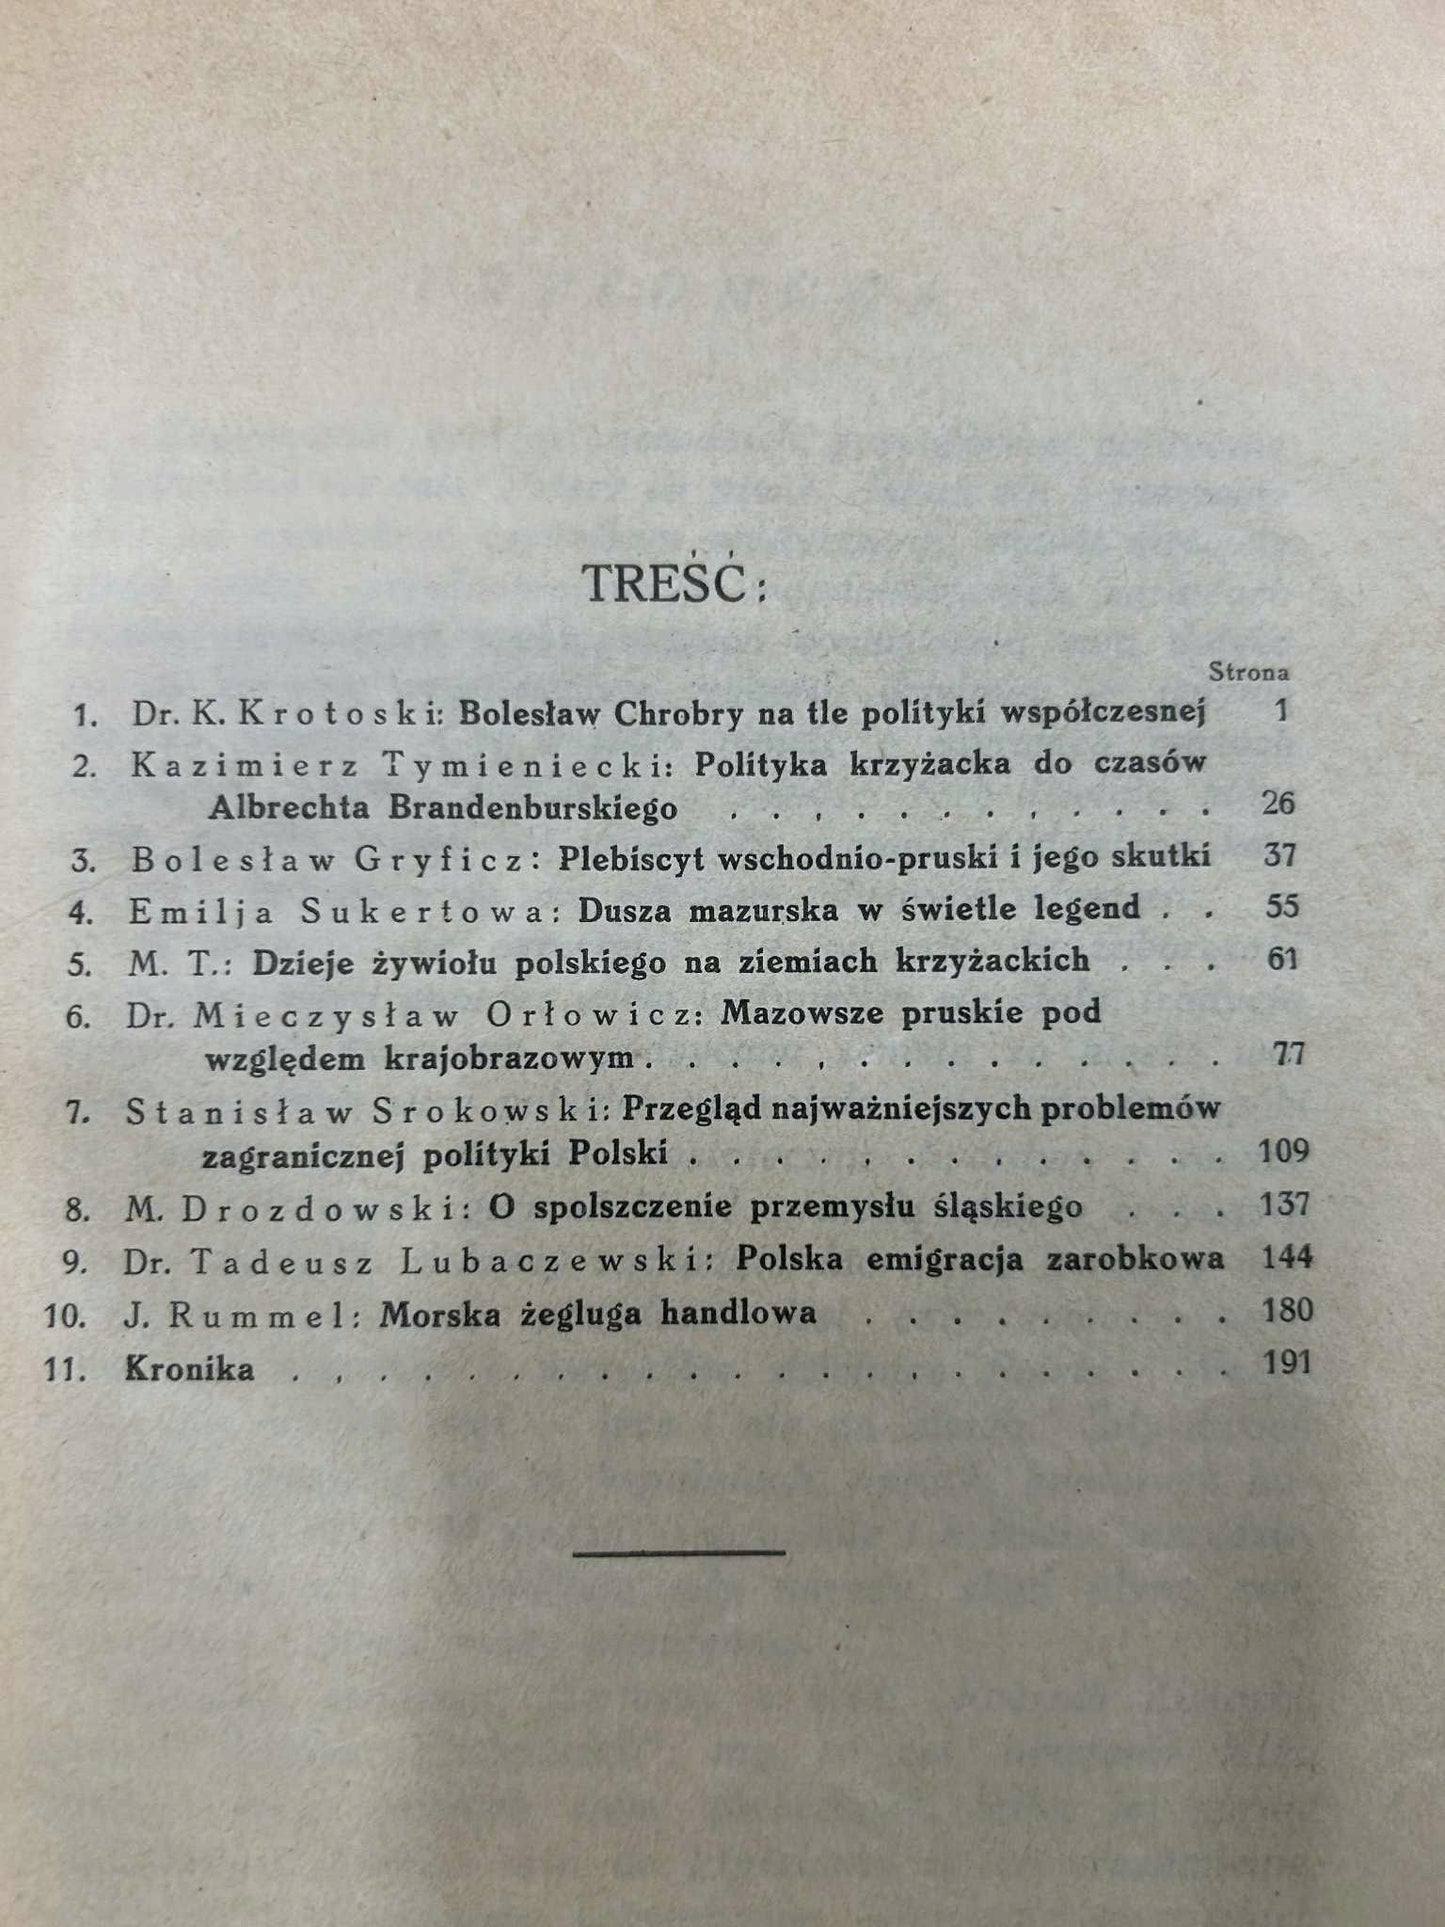 TREŚĆ:
Strona
1. Dr. K. Krotoski: Bolesław Chrobry na tle polityki współczesnej 1
2. Kazimierz Tymieniecki: Polityka krzyżacka do czasów
Albrechta Brandenburskiego . . . . . . . . . . . . 26
3. Bolesław Gryficz: Plebiscyt wschodnio-pruski i jego skutki 37
4. Emilja Sukertowa: Dusza mazurska w świetle legend . . 55
5. M. T.: Dzieje żywiołu polskiego na ziemiach krzyżackich . . . 61
6. Dr. Mieczysław Orłowicz: Mazowsze pruskie pod
względem krajobrazowym . . . . . . . . . . . . . . 77
7. Stanisław Srokowski: Przegląd najważniejszych problemów
zagranicznej polityki Polski . . . . . . . . . . . . . 109
8. M. Drozdowski: O spolszczenie przemysłu śląskiego . . . 137
9. Dr. Tadeusz Lubaczewski: Polska emigracja zarobkowa 144
10. J. Rummel: Morska żegluga handlowa . . . . . . . . . 180
11. Kronika . . . . . . . . . . . . . . . . . . . . . . 191